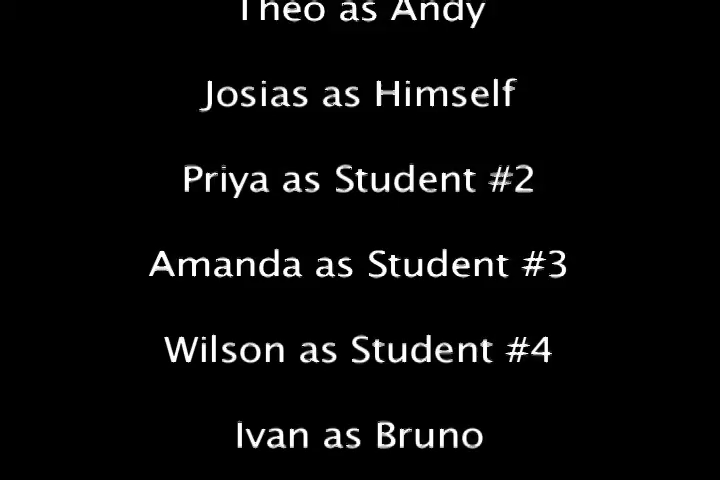 Theo as Andy
Josias as Himself
Priya as Student #2
Amanda as Student #3
Wilson as Student #4
Ivan as Bruno